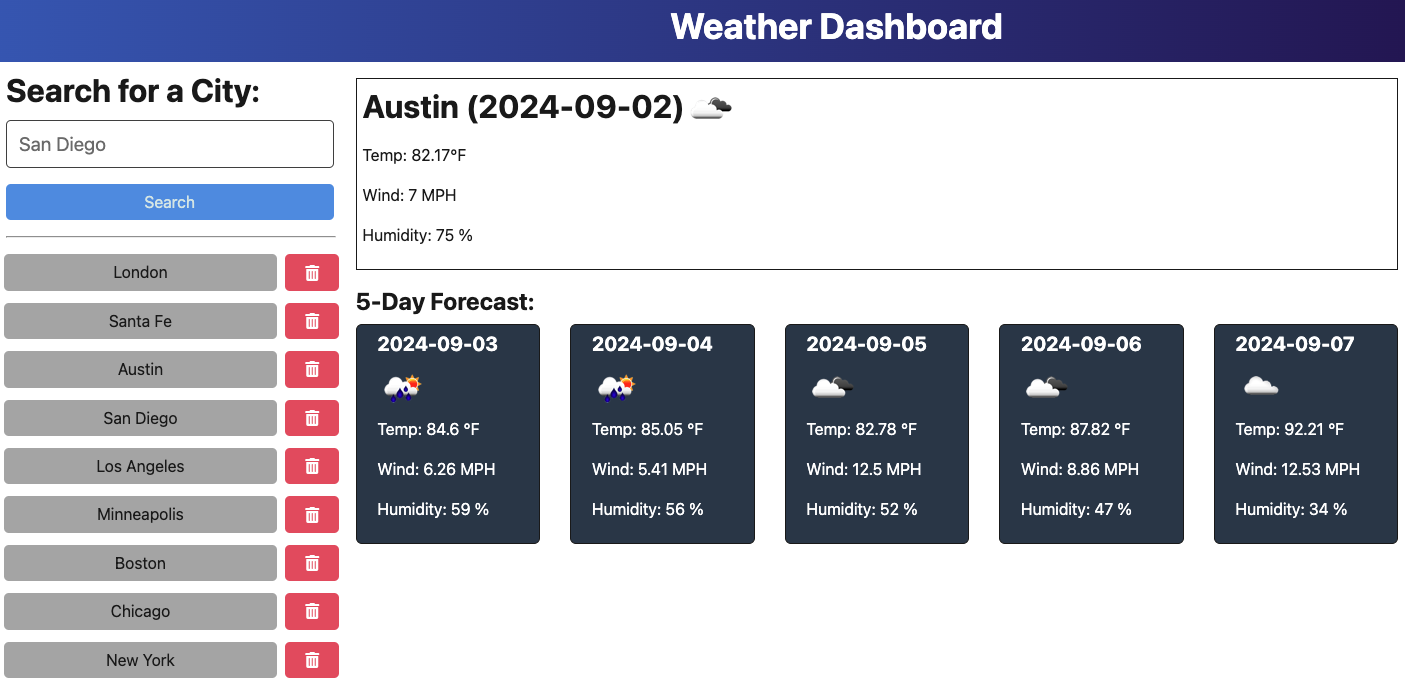 Weather Dashboard
Search for a City:
San Diego
Search
London
Santa Fe
Austin
San Diego
Los Angeles
Minneapolis
Boston
Chicago
New York
Austin (2024-09-02)
Temp: 82.17°F
Wind: 7 MPH
Humidity: 75 %
5-Day Forecast:
2024-09-03
Temp: 84.6 °F
Wind: 6.26 MPH
Humidity: 59 %
2024-09-04
Temp: 85.05 °F
Wind: 5.41 MPH
Humidity: 56 %
2024-09-05
Temp: 82.78 °F
Wind: 12.5 MPH
Humidity: 52 %
2024-09-06
Temp: 87.82 °F
Wind: 8.86 MPH
Humidity: 47 %
2024-09-07
Temp: 92.21 °F
Wind: 12.53 MPH
Humidity: 34 %